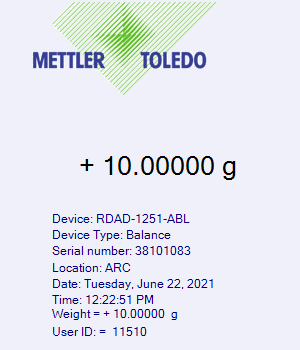 METTLER TOLEDO
+ 10.00000 g
Device: RDAD-1251-ABL
Device Type: Balance
Serial number: 38101083
Location: ARC
Date: Tuesday, June 22, 2021
Time: 12:22:51 PM
Weight = + 10.00000 g
User ID: = 11510